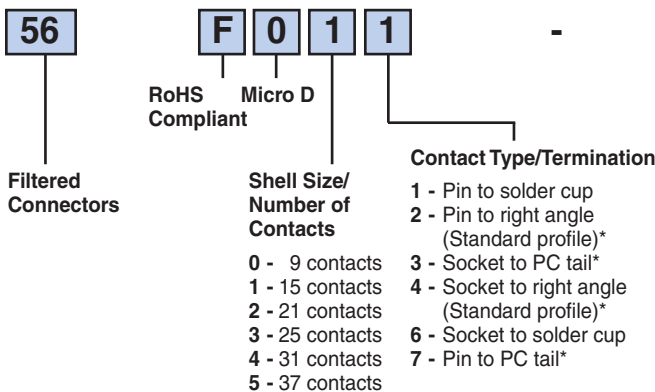 56 F 0 1 1 -
RoHS Compliant
Micro D
Filtered Connectors
Shell Size/
Number of
Contacts
0 - 9 contacts
1 - 15 contacts
2 - 21 contacts
3 - 25 contacts
4 - 31 contacts
5 - 37 contacts
Contact Type/Termination
1 - Pin to solder cup
2 - Pin to right angle
(Standard profile)*
3 - Socket to PC tail*
4 - Socket to right angle
(Standard profile)*
6 - Socket to solder cup
7 - Pin to PC tail*